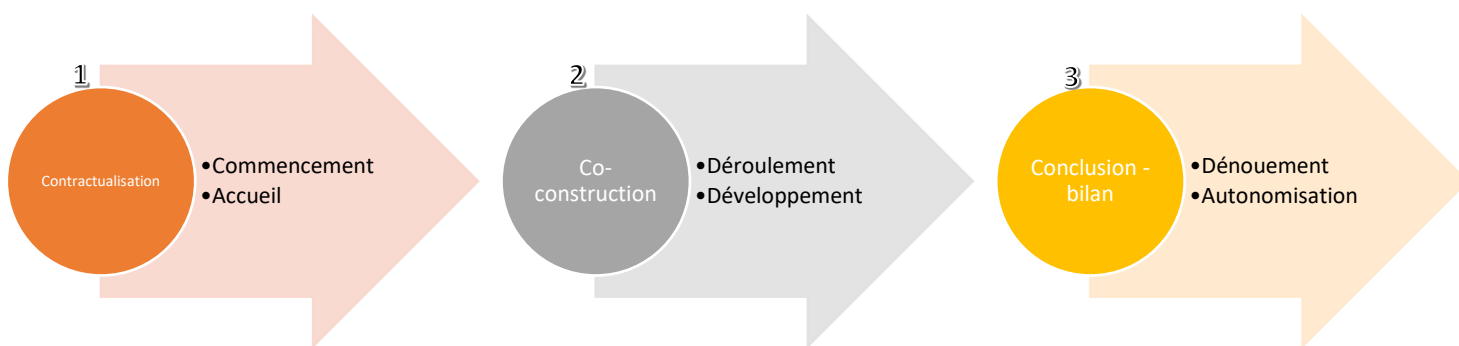 1
Contractualisation
•Commencement
•Accueil
2
Co-
construction
•Déroulement
•Développement
3
Conclusion -
bilan
•Dénouement
•Autonomisation